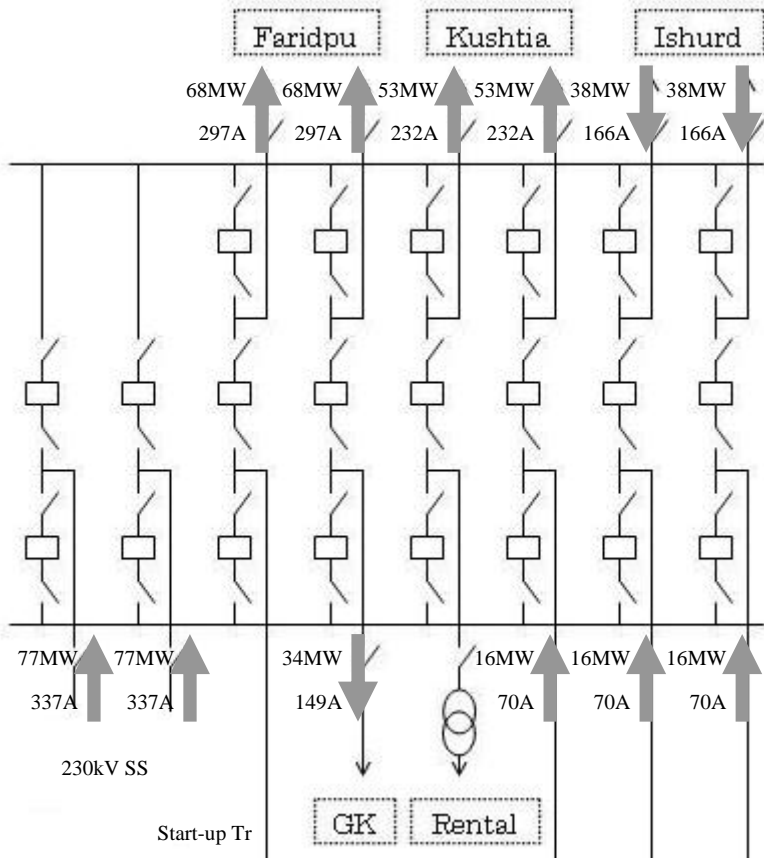 Faridpu Kushtia Ishurd
68MW 68MW 53MW 53MW 38MW 38MW
297A 297A 232A 232A 166A 166A
77MW 77MW 34MW 16MW 16MW 16MW
337A 337A 149A 70A 70A 70A
230kV SS
Start-up Tr GK Rental